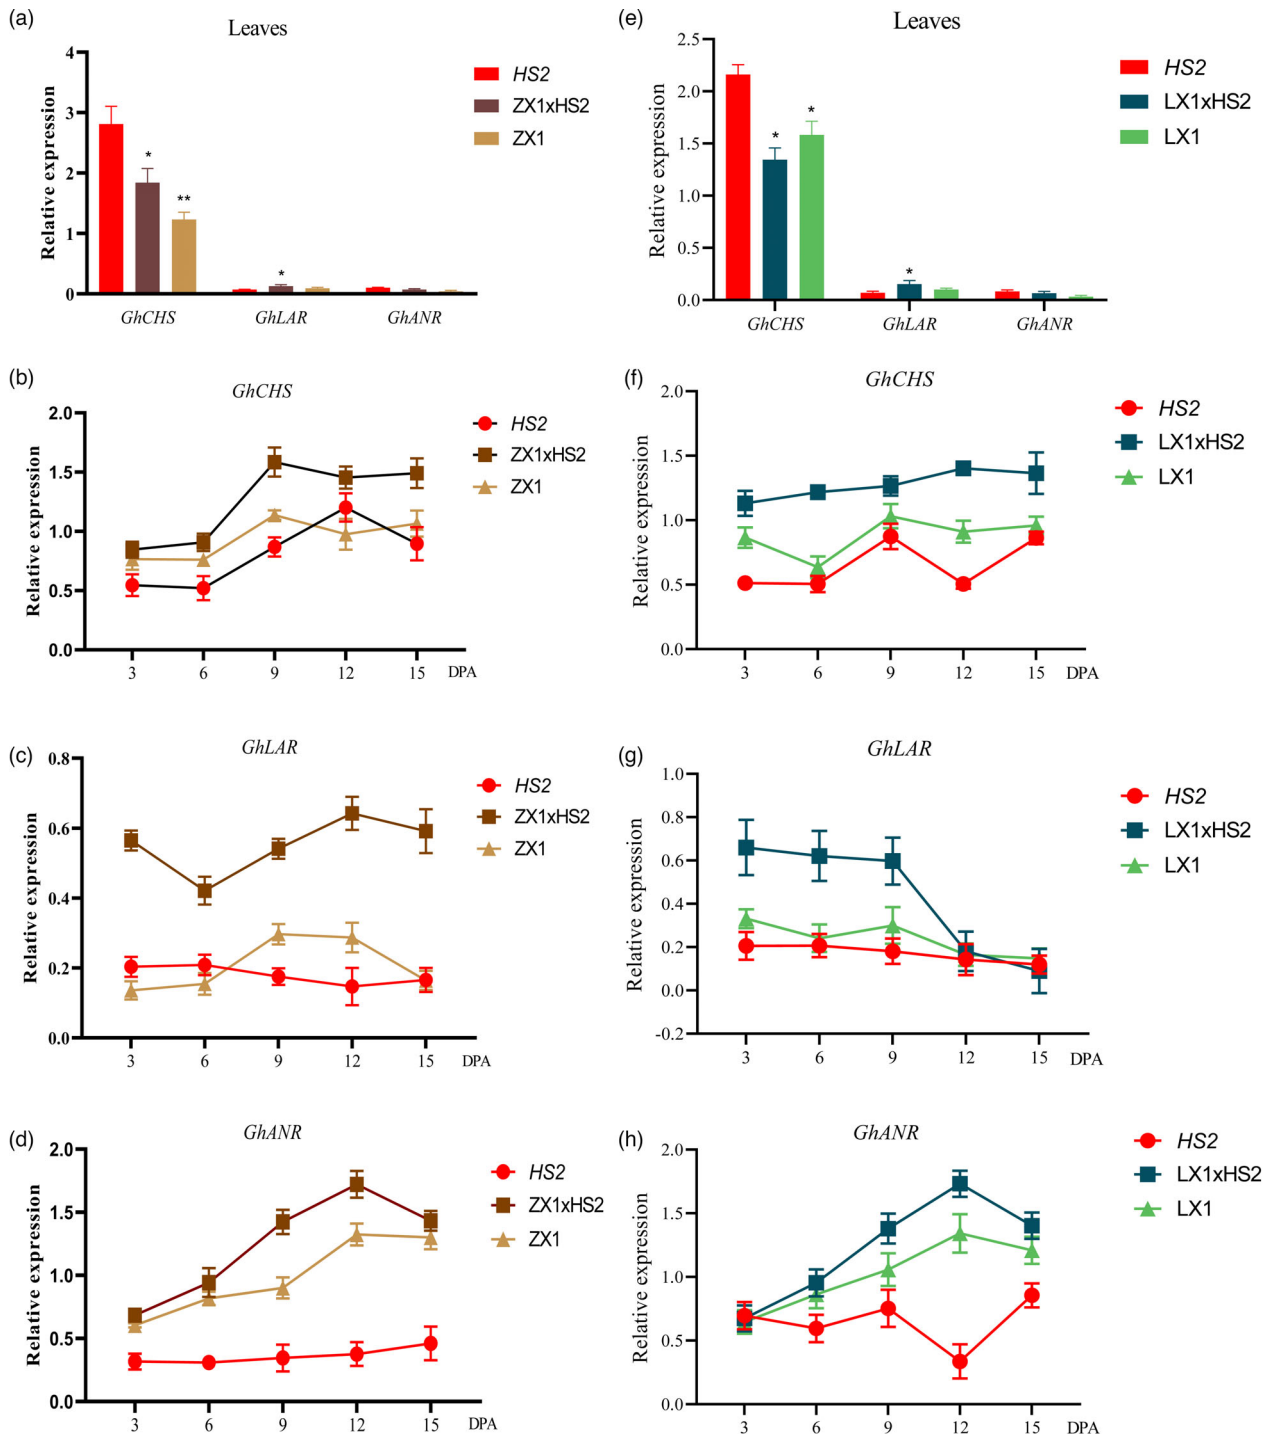 (a)
Leaves
Relative expression
4
3
2
1
0
*
**
*
GhCHS
GhLAR
GhANR
HS2
ZX1xHS2
ZX1
(e)
Leaves
Relative expression
2.5
2.0
1.5
1.0
0.5
0.0
*
*
*
GhCHS
GhLAR
GhANR
HS2
LX1xHS2
LX1
(b)
GhCHS
Relative expression
2.0
1.5
1.0
0.5
0.0
3
6
9
12
15
DPA
HS2
ZX1xHS2
ZX1
(f)
GhCHS
Relative expression
2.0
1.5
1.0
0.5
0.0
3
6
9
12
15
DPA
HS2
LX1xHS2
LX1
(c)
GhLAR
Relative expression
0.8
0.6
0.4
0.2
0.0
3
6
9
12
15
DPA
HS2
ZX1xHS2
ZX1
(g)
GhLAR
Relative expression
1.0
0.8
0.6
0.4
0.2
0.0
-0.2
3
6
9
12
15
DPA
HS2
LX1xHS2
LX1
(d)
GhANR
Relative expression
2.0
1.5
1.0
0.5
0.0
3
6
9
12
15
DPA
HS2
ZX1xHS2
ZX1
(h)
GhANR
Relative expression
2.0
1.5
1.0
0.5
0.0
3
6
9
12
15
DPA
HS2
LX1xHS2
LX1